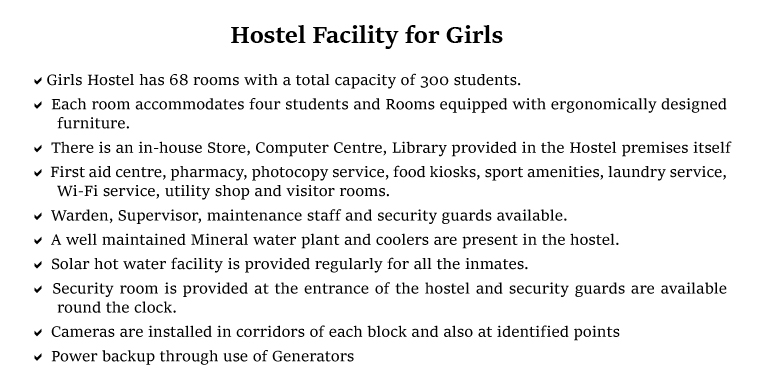 Hostel Facility for Girls
✔Girls Hostel has 68 rooms with a total capacity of 300 students.
✔ Each room accommodates four students and Rooms equipped with ergonomically designed
furniture.
✔ There is an in-house Store, Computer Centre, Library provided in the Hostel premises itself
✔ First aid centre, pharmacy, photocopy service, food kiosks, sport amenities, laundry service,
Wi-Fi service, utility shop and visitor rooms.
✔ Warden, Supervisor, maintenance staff and security guards available.
✔ A well maintained Mineral water plant and coolers are present in the hostel.
✔ Solar hot water facility is provided regularly for all the inmates.
✔ Security room is provided at the entrance of the hostel and security guards are available
round the clock.
✔ Cameras are installed in corridors of each block and also at identified points
✔ Power backup through use of Generators